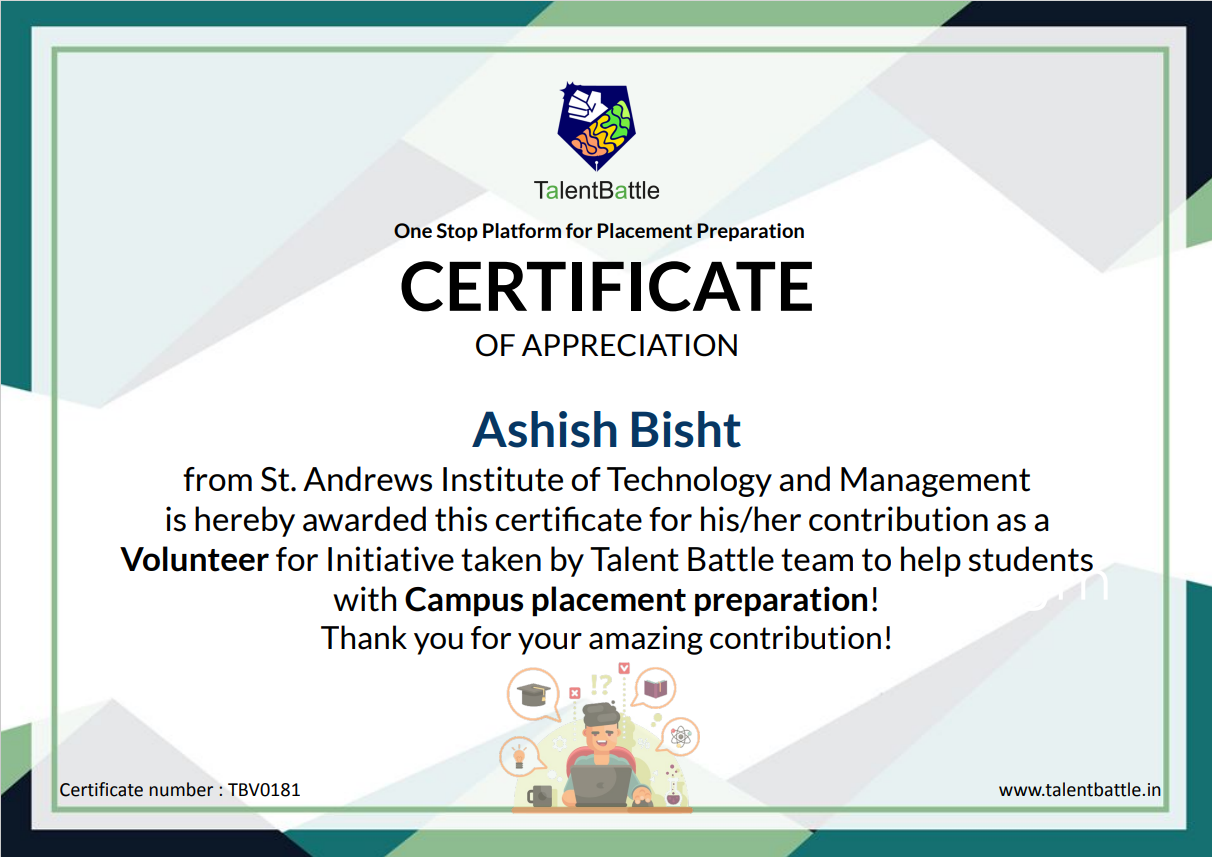 TalentBattle
One Stop Platform for Placement Preparation
CERTIFICATE
OF APPRECIATION
Ashish Bisht
from St. Andrews Institute of Technology and Management
is hereby awarded this certificate for his/her contribution as a
Volunteer for Initiative taken by Talent Battle team to help students
with Campus placement preparation!
Thank you for your amazing contribution!
!?
Certificate number : TBV0181
www.talentbattle.in